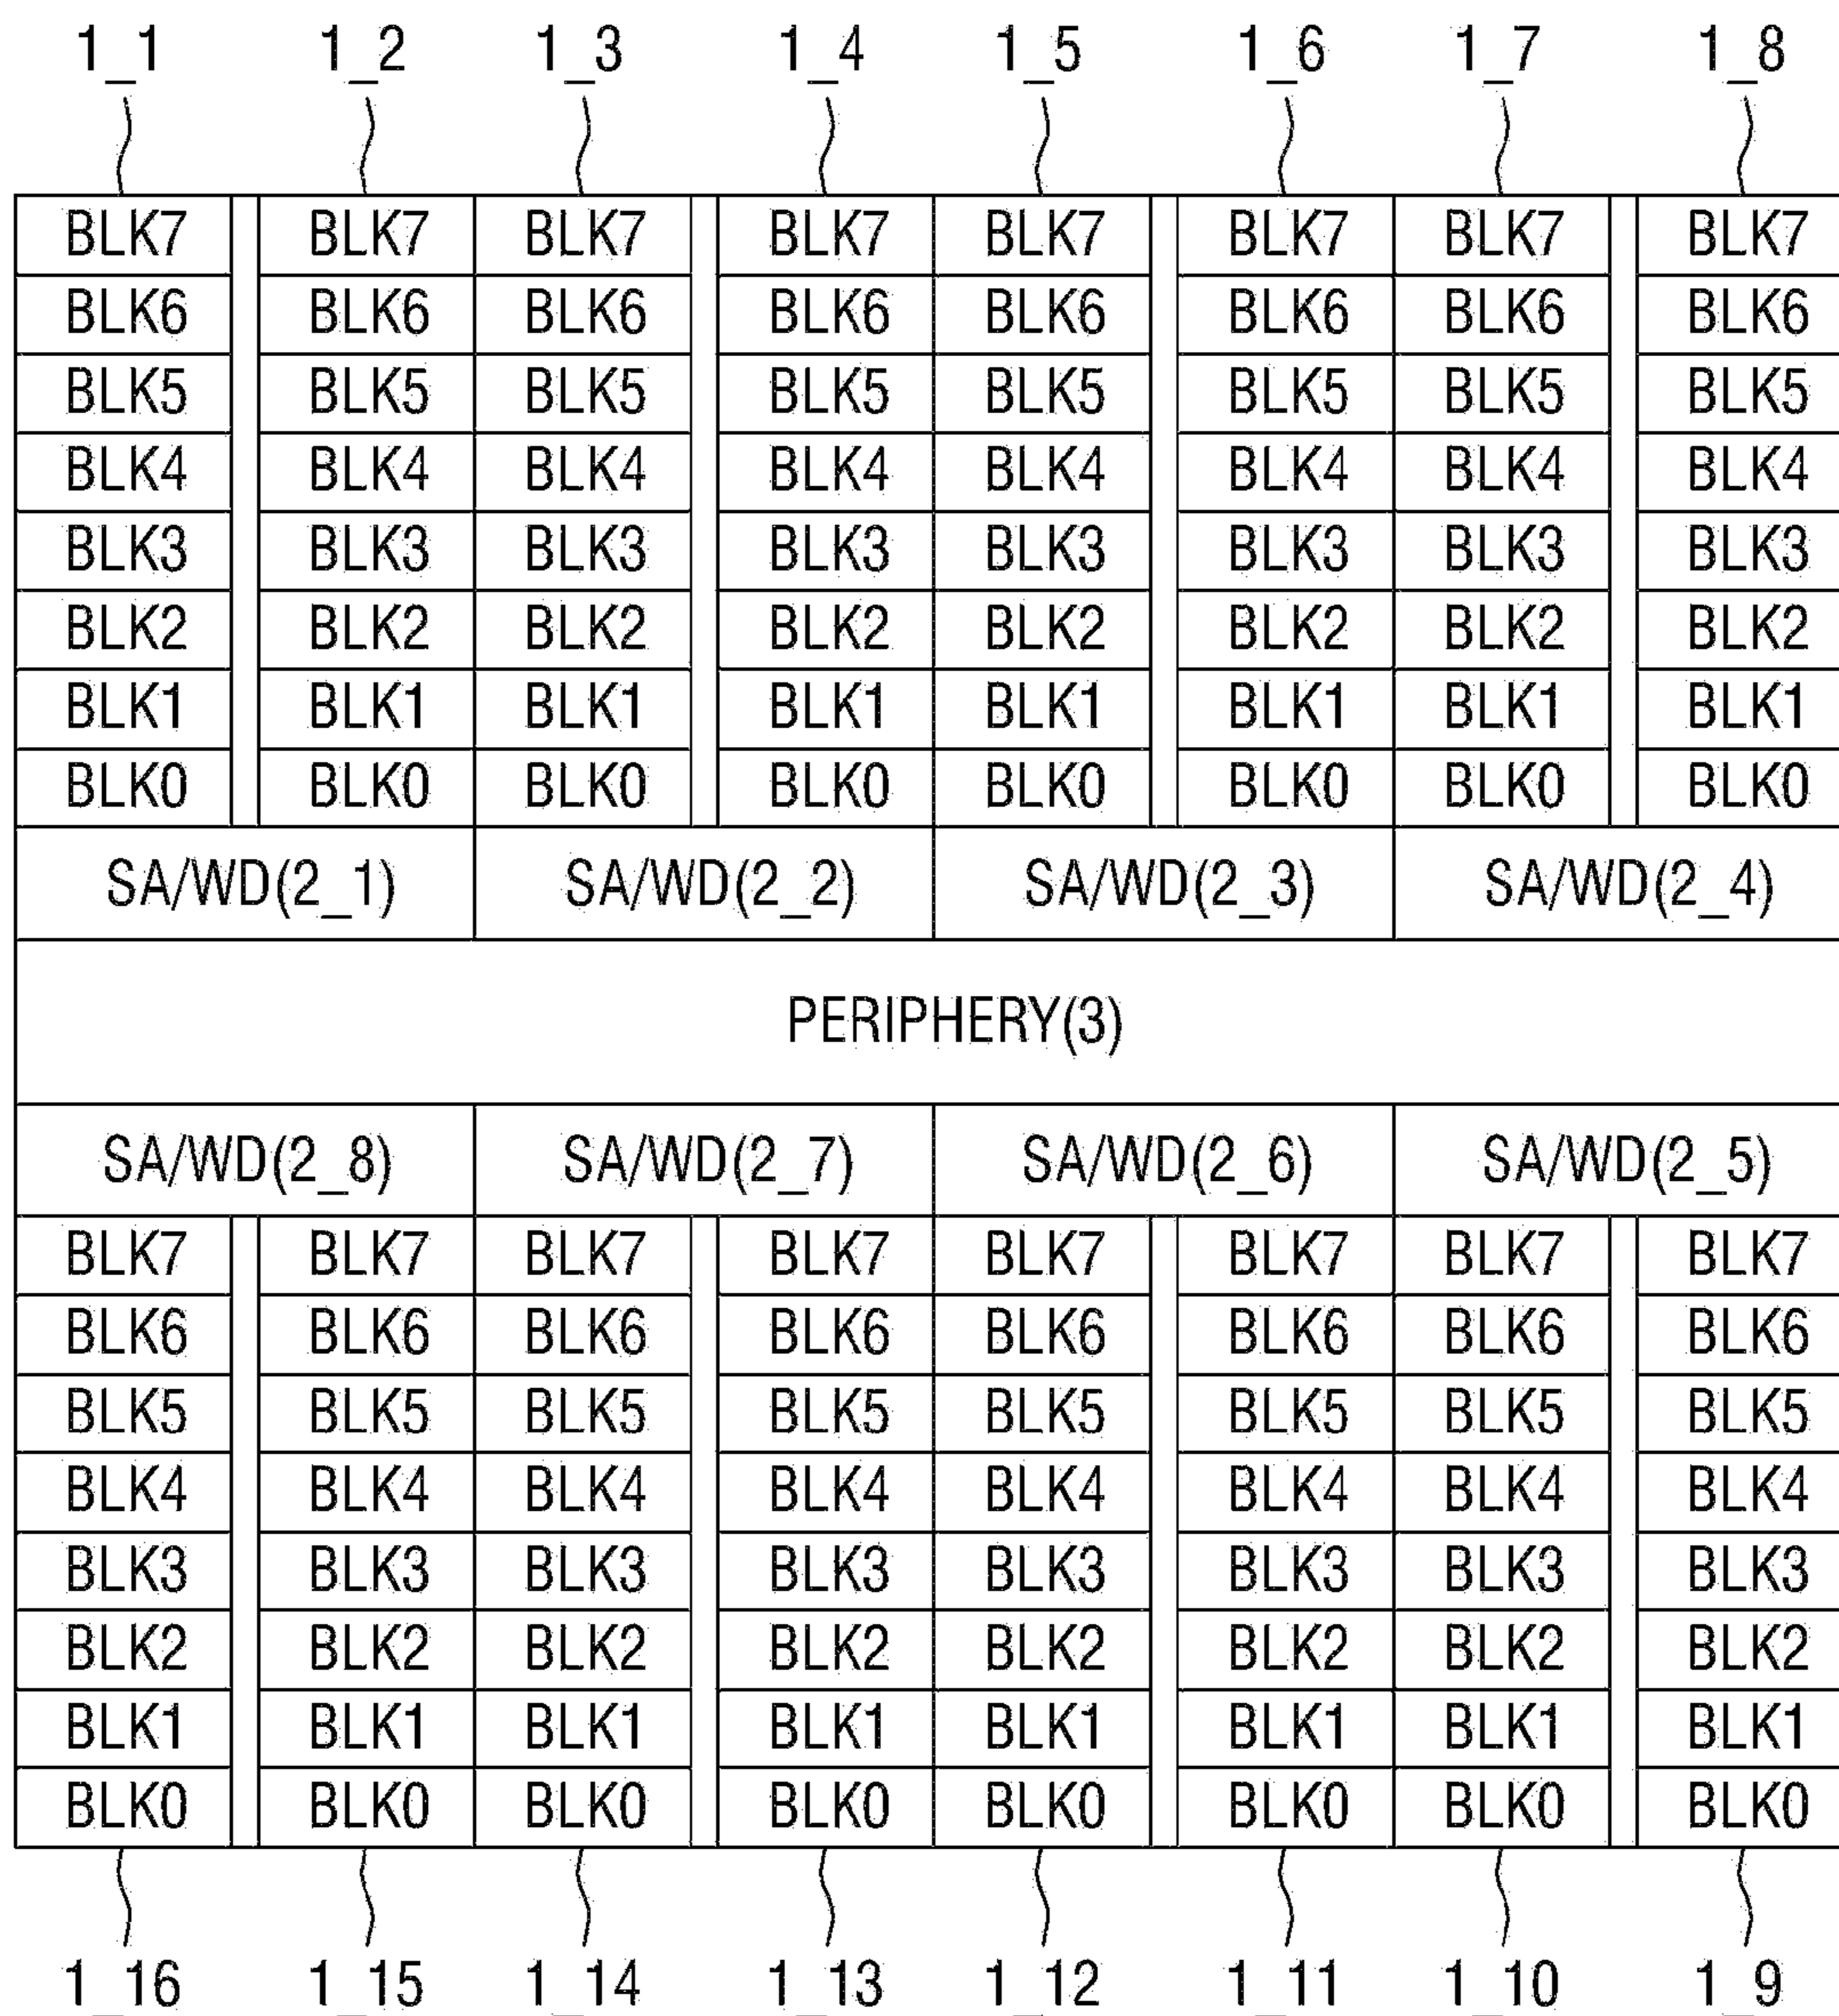 1_1 1_2 1_3 1_4 1_5 1_6 1_7 1_8
BLK7 BLK7 BLK7 BLK7 BLK7 BLK7 BLK7 BLK7
BLK6 BLK6 BLK6 BLK6 BLK6 BLK6 BLK6 BLK6
BLK5 BLK5 BLK5 BLK5 BLK5 BLK5 BLK5 BLK5
BLK4 BLK4 BLK4 BLK4 BLK4 BLK4 BLK4 BLK4
BLK3 BLK3 BLK3 BLK3 BLK3 BLK3 BLK3 BLK3
BLK2 BLK2 BLK2 BLK2 BLK2 BLK2 BLK2 BLK2
BLK1 BLK1 BLK1 BLK1 BLK1 BLK1 BLK1 BLK1
BLK0 BLK0 BLK0 BLK0 BLK0 BLK0 BLK0 BLK0
SA/WD(2_1) SA/WD(2_2) SA/WD(2_3) SA/WD(2_4)
PERIPHERY(3)
SA/WD(2_8) SA/WD(2_7) SA/WD(2_6) SA/WD(2_5)
BLK7 BLK7 BLK7 BLK7 BLK7 BLK7 BLK7 BLK7
BLK6 BLK6 BLK6 BLK6 BLK6 BLK6 BLK6 BLK6
BLK5 BLK5 BLK5 BLK5 BLK5 BLK5 BLK5 BLK5
BLK4 BLK4 BLK4 BLK4 BLK4 BLK4 BLK4 BLK4
BLK3 BLK3 BLK3 BLK3 BLK3 BLK3 BLK3 BLK3
BLK2 BLK2 BLK2 BLK2 BLK2 BLK2 BLK2 BLK2
BLK1 BLK1 BLK1 BLK1 BLK1 BLK1 BLK1 BLK1
BLK0 BLK0 BLK0 BLK0 BLK0 BLK0 BLK0 BLK0
1_16 1_15 1_14 1_13 1_12 1_11 1_10 1_9